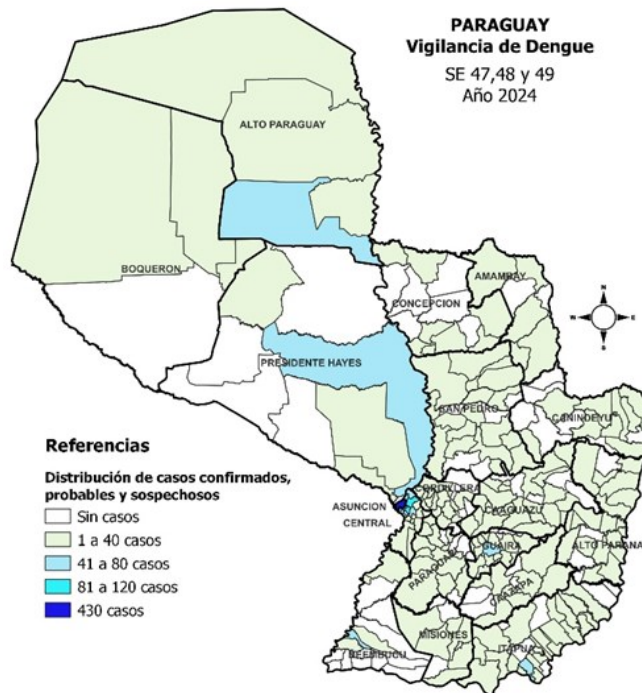 PARAGUAY
Vigilancia de Dengue
SE 47,48 y 49
Año 2024
ALTO PARAGUAY
BOQUERON
CONCEPCION
AMAMBAY
N
W
E
S
PRESIDENTE HAYES
SAN PEDRO
CANINDEYU
Referencias
Distribución de casos confirmados,
probables y sospechosos
Sin casos
1 a 40 casos
41 a 80 casos
81 a 120 casos
430 casos
CORDILLERA
ASUNCION
CENTRAL
CAAGUAZU
GUAIRA
ALTO PARANA
PARAGUARI
CAAZAPA
MISIONES
ITAPUA
ÑEEMBUCU